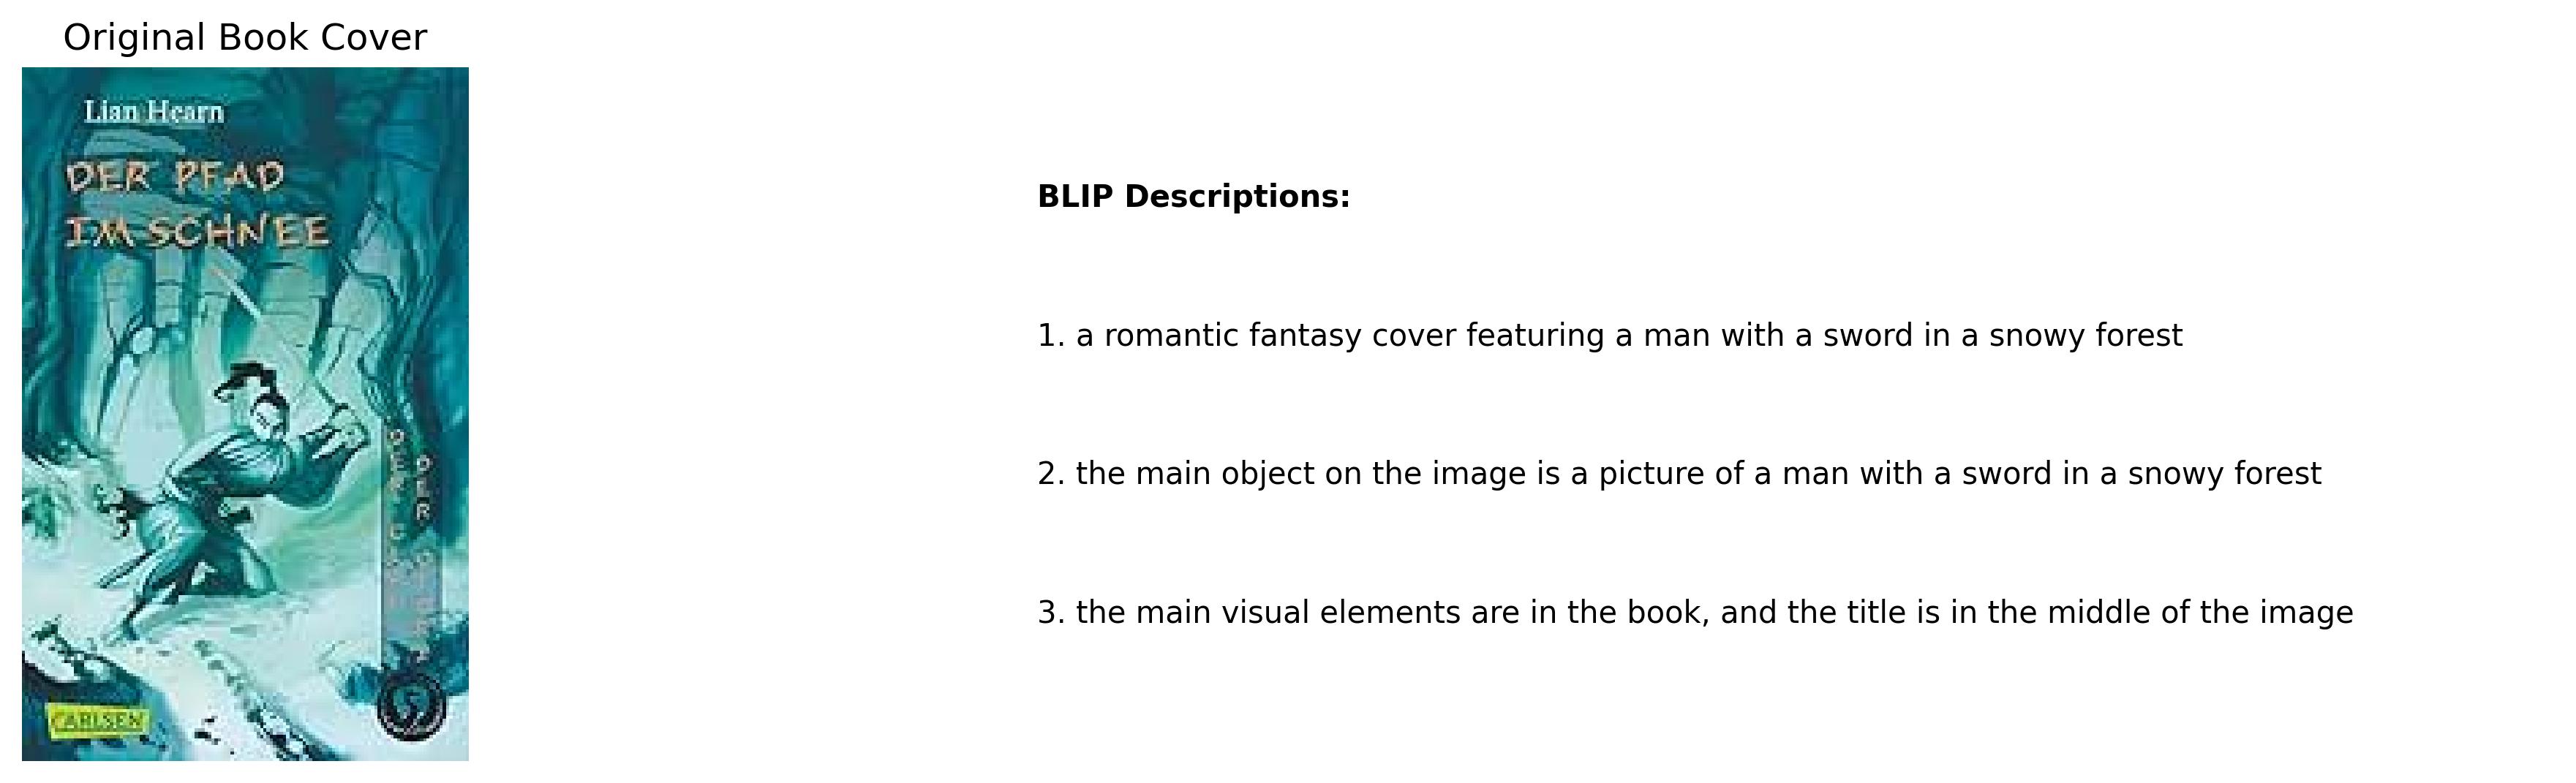 Original Book Cover
Lian Hearn
DER PFAD
IM SCHNEE
DER
CARLSEN
BLIP Descriptions:
1. a romantic fantasy cover featuring a man with a sword in a snowy forest
2. the main object on the image is a picture of a man with a sword in a snowy forest
3. the main visual elements are in the book, and the title is in the middle of the image